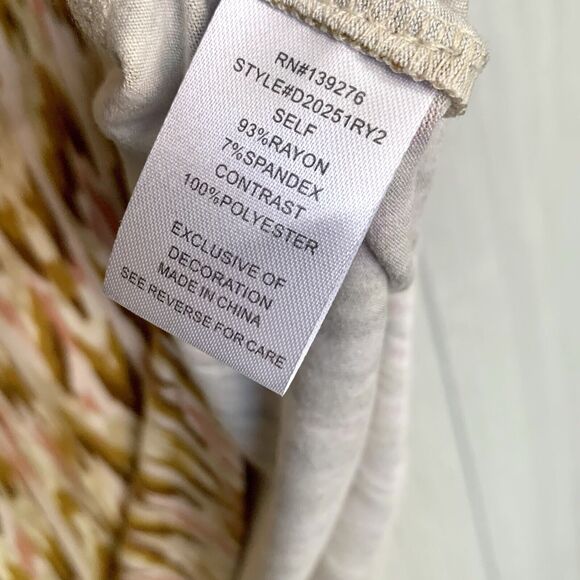 RN#139276
STYLE#D20251RY2
SELF
93%RAYON
7%SPANDEX
CONTRAST
100%POLYESTER
EXCLUSIVE OF
DECORATION
MADE IN CHINA
SEE REVERSE FOR CARE